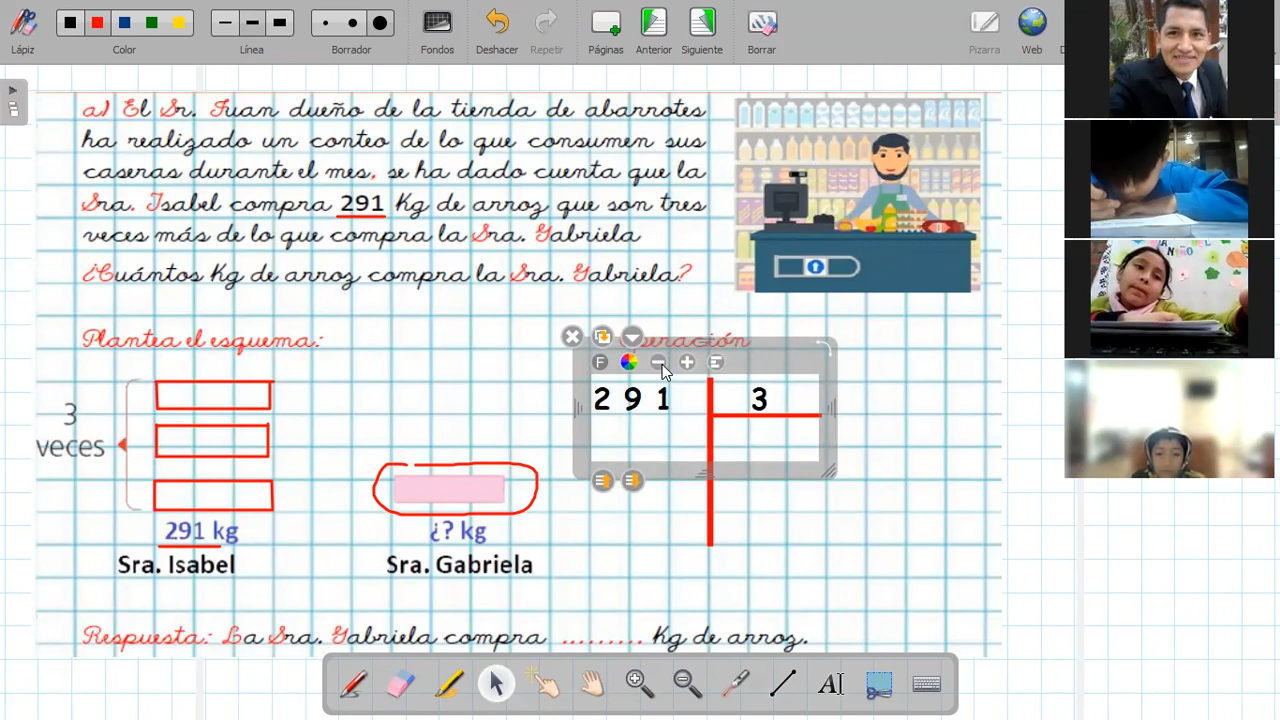 Lápiz
Color
Línea
Borrador
Fondos
Deshacer
Repetir
Páginas
Anterior
Siguiente
Borrar
Pizarra
Web
a) El Sr. Juan dueño de la tienda de abarrotes
ha realizado un conteo de lo que consumen sus
caseras durante el mes, se ha dado cuenta que la
Sra. Isabel compra 291 Kg de arroz que son tres
veces más de lo que compra la Sra. Gabriela
¿Cuántos Kg de arroz compra la Sra. Gabriela?
Plantea el esquema:
Operación
3
veces
291 kg
Sra. Isabel
¿? kg
Sra. Gabriela
F
2 9 1 3
Respuesta: La Sra. Gabriela compra ......... Kg de arroz.
NIÑO
AI